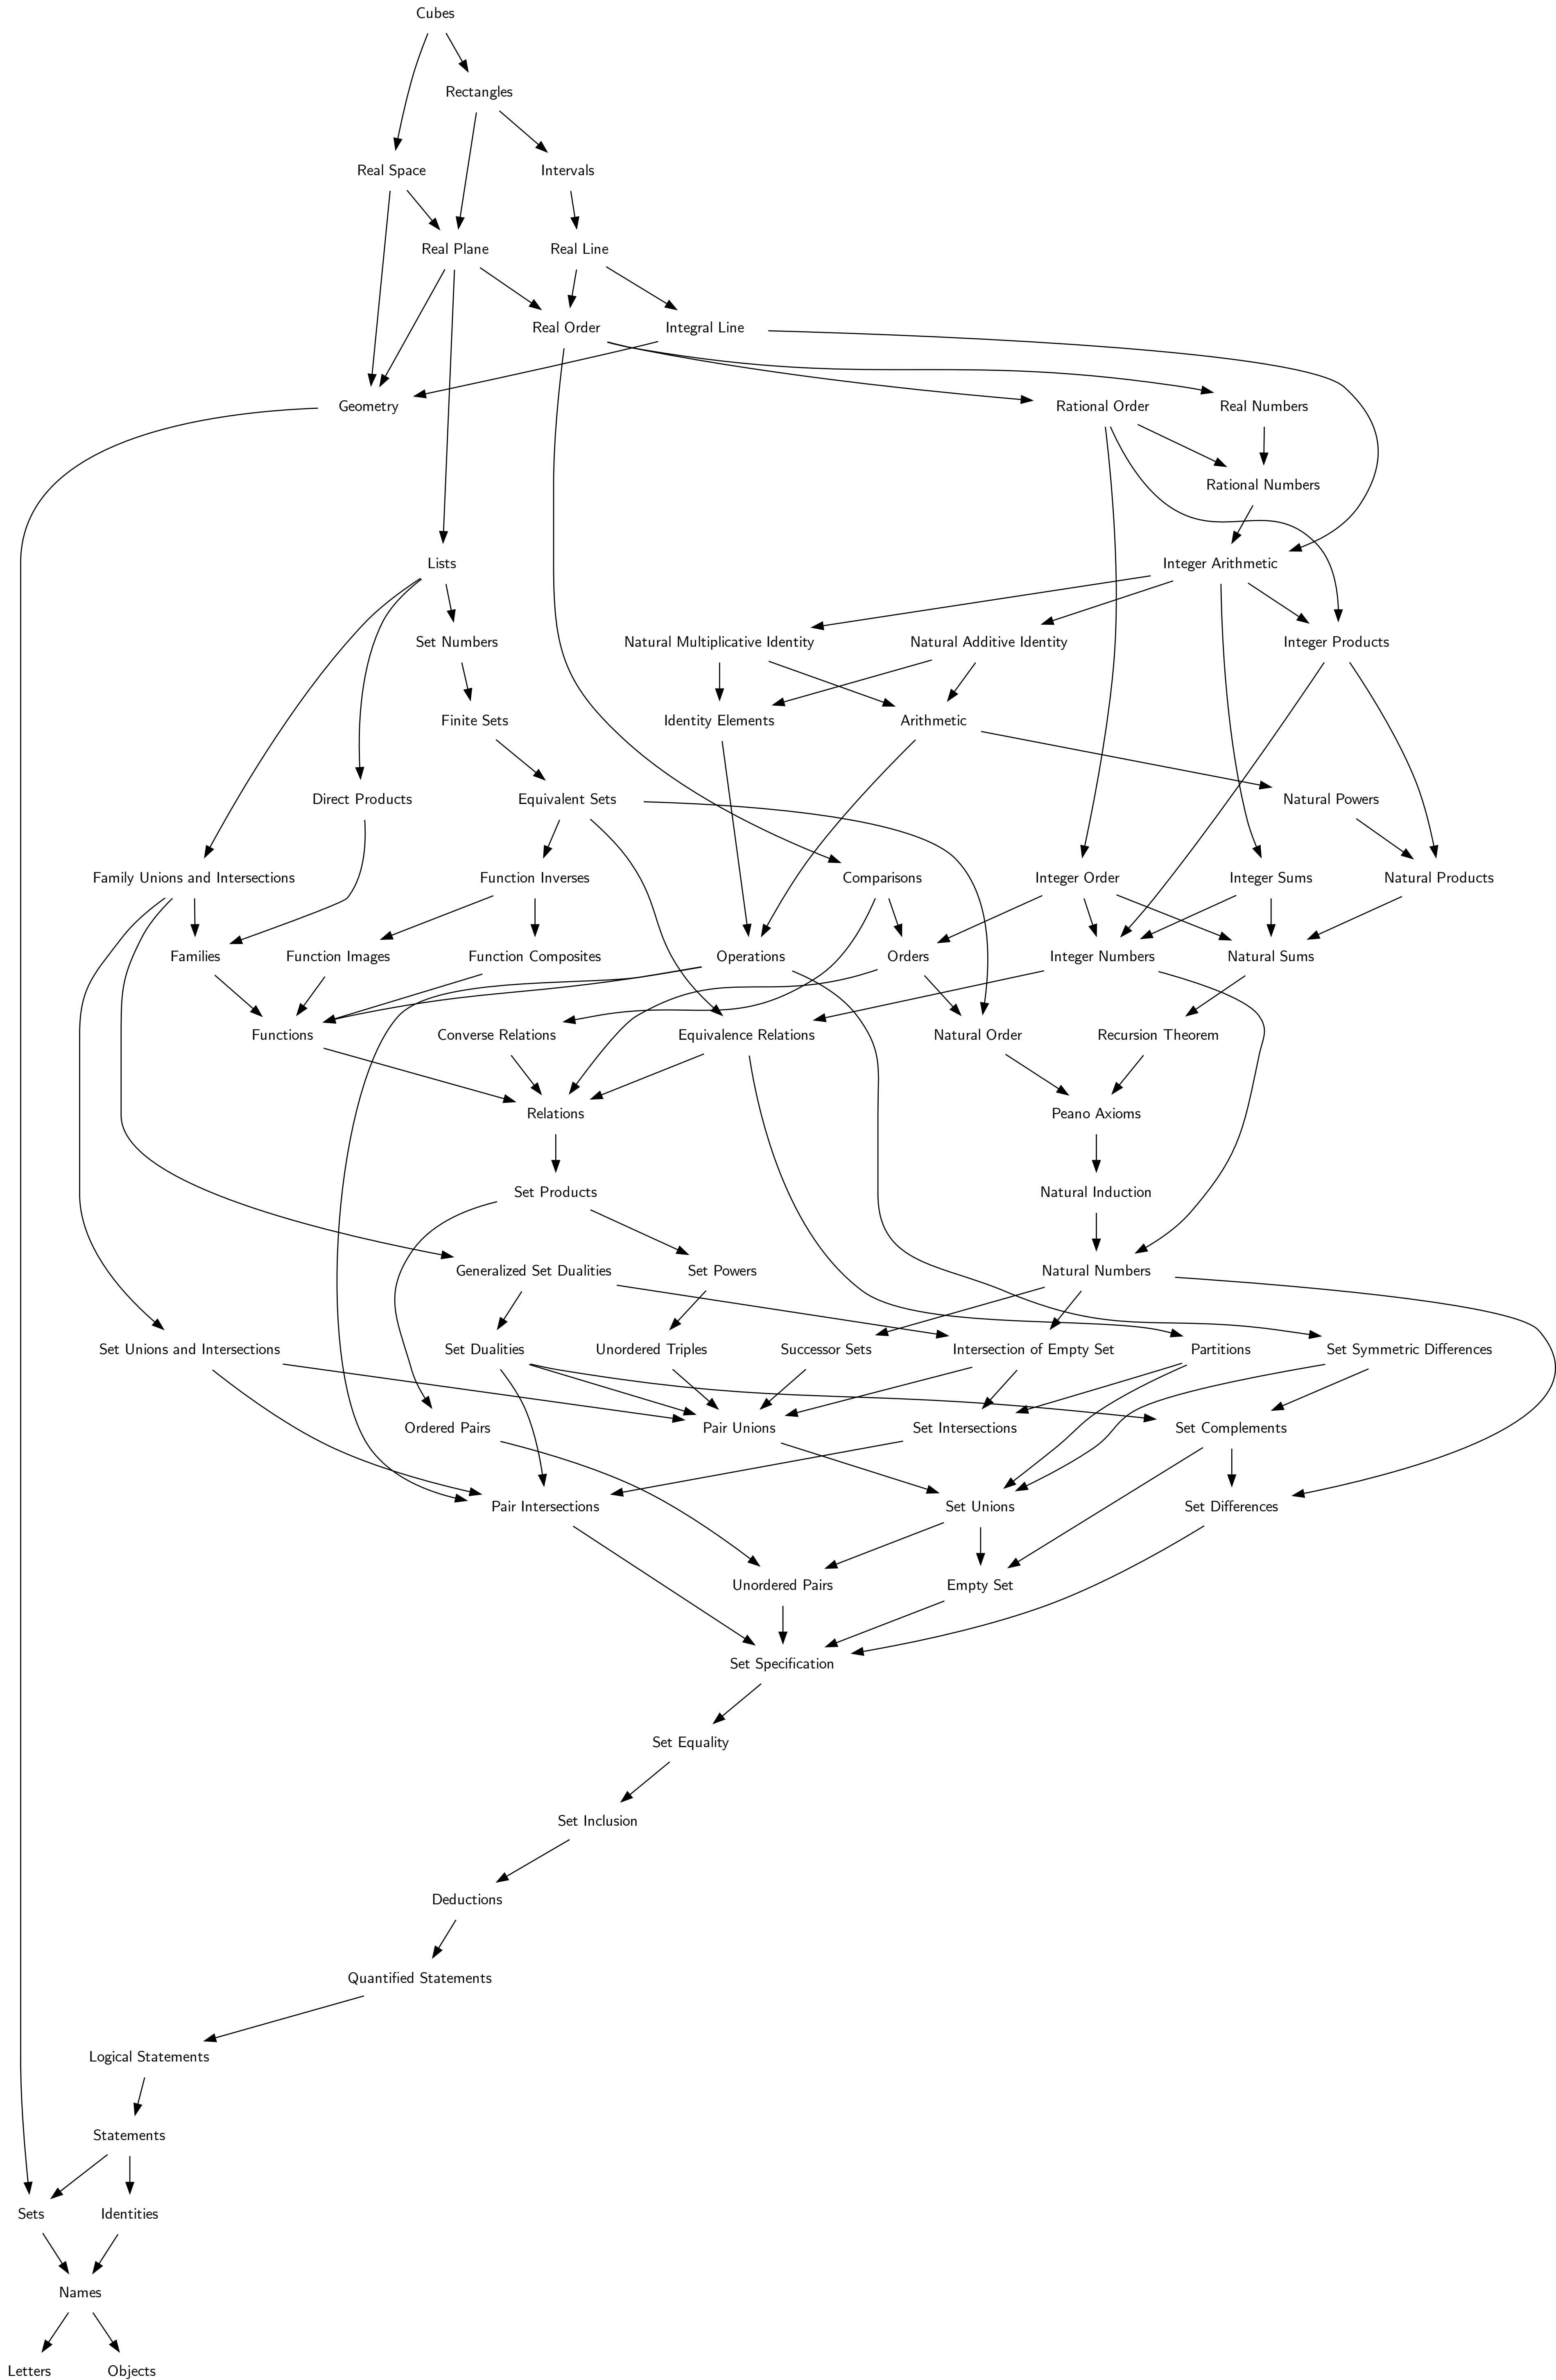 Cubes
Rectangles
Real Space
Intervals
Real Plane
Real Line
Real Order
Integral Line
Geometry
Rational Order
Real Numbers
Rational Numbers
Lists
Integer Arithmetic
Set Numbers
Natural Multiplicative Identity
Natural Additive Identity
Integer Products
Finite Sets
Identity Elements
Arithmetic
Direct Products
Equivalent Sets
Natural Powers
Family Unions and Intersections
Function Inverses
Comparisons
Integer Order
Integer Sums
Natural Products
Families
Function Images
Function Composites
Operations
Orders
Integer Numbers
Natural Sums
Functions
Converse Relations
Equivalence Relations
Natural Order
Recursion Theorem
Relations
Peano Axioms
Set Products
Natural Induction
Generalized Set Dualities
Set Powers
Natural Numbers
Set Unions and Intersections
Set Dualities
Unordered Triples
Successor Sets
Intersection of Empty Set
Partitions
Set Symmetric Differences
Ordered Pairs
Pair Unions
Set Intersections
Set Complements
Pair Intersections
Set Unions
Set Differences
Unordered Pairs
Empty Set
Set Specification
Set Equality
Set Inclusion
Deductions
Quantified Statements
Logical Statements
Statements
Sets
Identities
Names
Letters
Objects